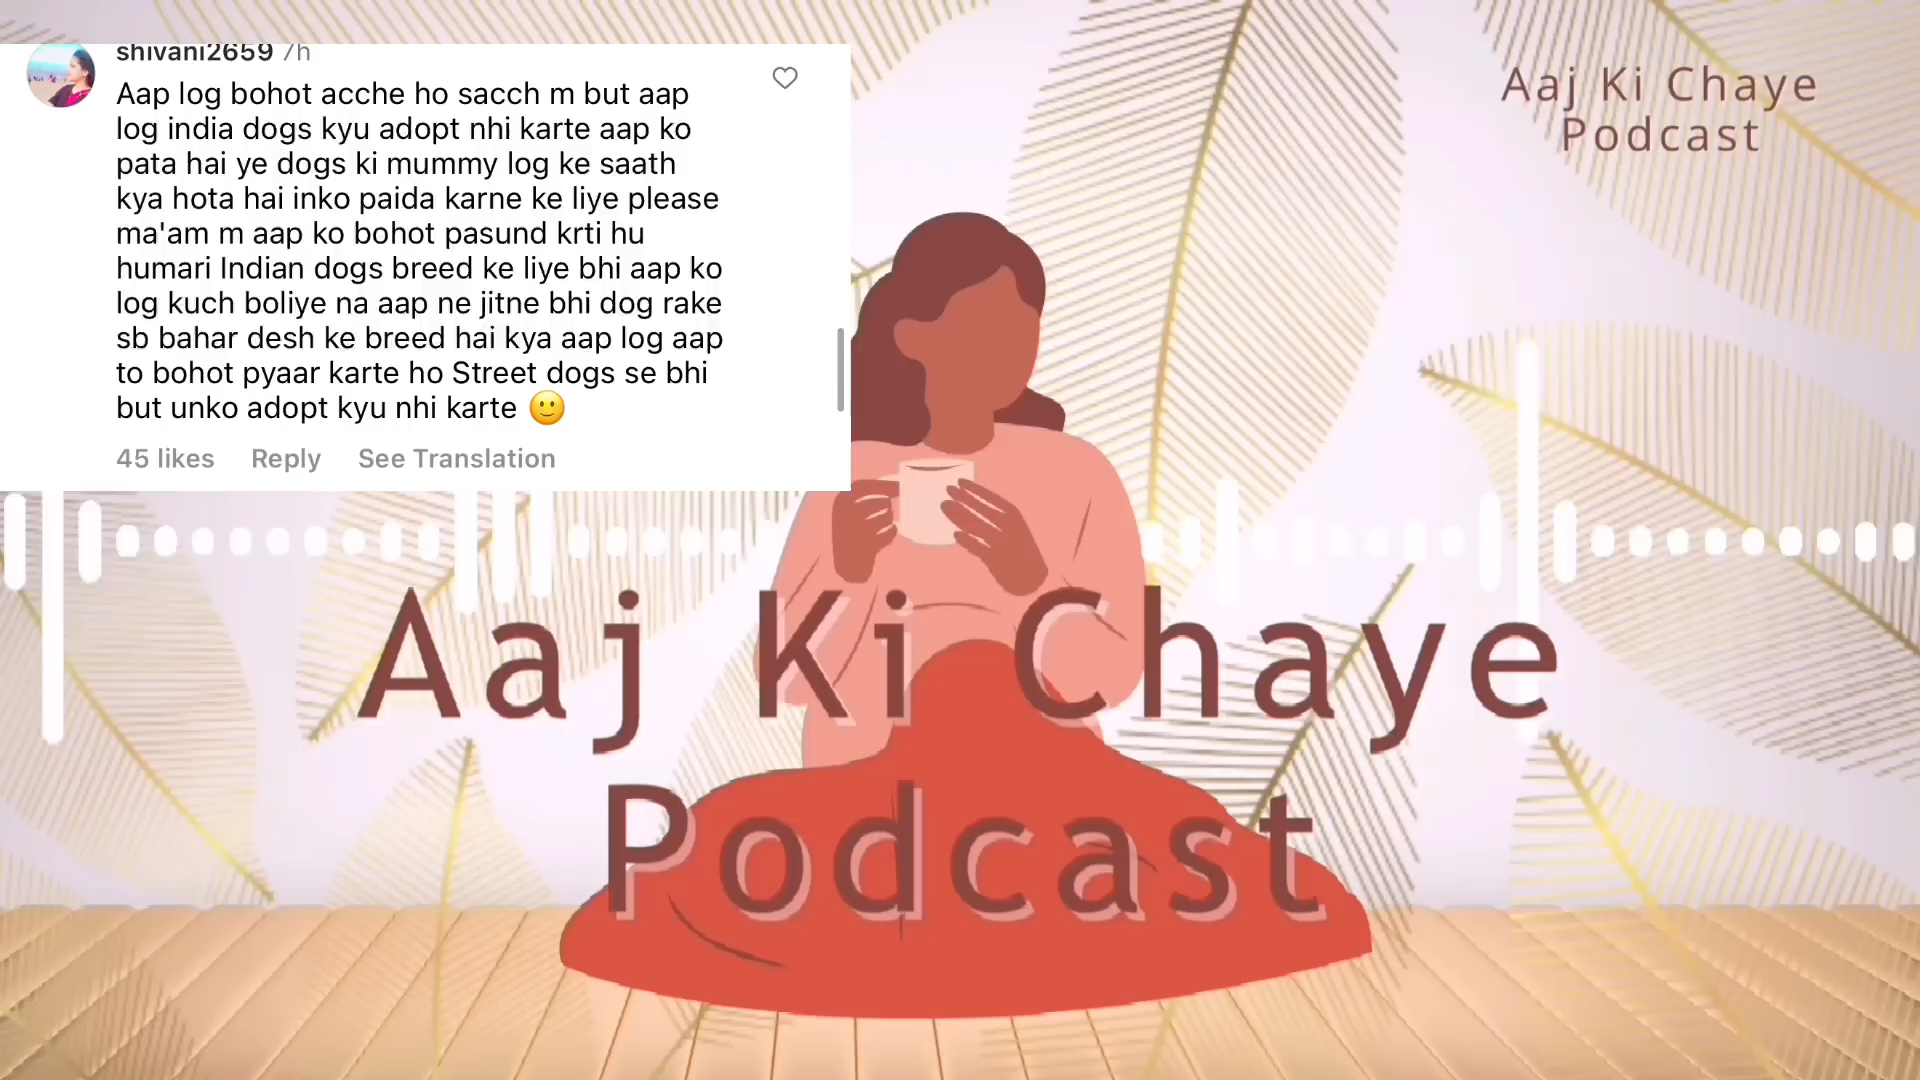 shivani2659 7h
Aap log bohot acche ho sacch m but aap
log india dogs kyu adopt nhi karte aap ko
pata hai ye dogs ki mummy log ke saath
kya hota hai inko paida karne ke liye please
ma'am m aap ko bohot pasund krti hu
humari Indian dogs breed ke liye bhi aap ko
log kuch boliye na aap ne jitne bhi dog rake
sb bahar desh ke breed hai kya aap log aap
to bohot pyaar karte ho Street dogs se bhi
but unko adopt kyu nhi karte 🙂
45 likes Reply See Translation
Aaj Ki Chaye
Podcast
Aaj Ki Chaye
Podcast